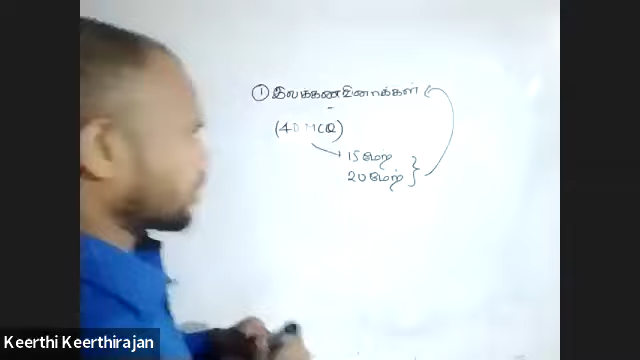 ① இலக்கணவினாக்கள்
(40 MCQ)
15 மேற்
20 மேற்
Keerthi Keerthirajan